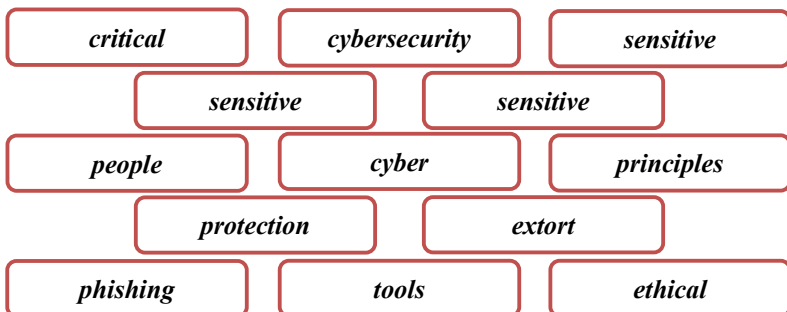 critical cybersecurity sensitive
sensitive sensitive
people cyber principles
protection extort
phishing tools ethical